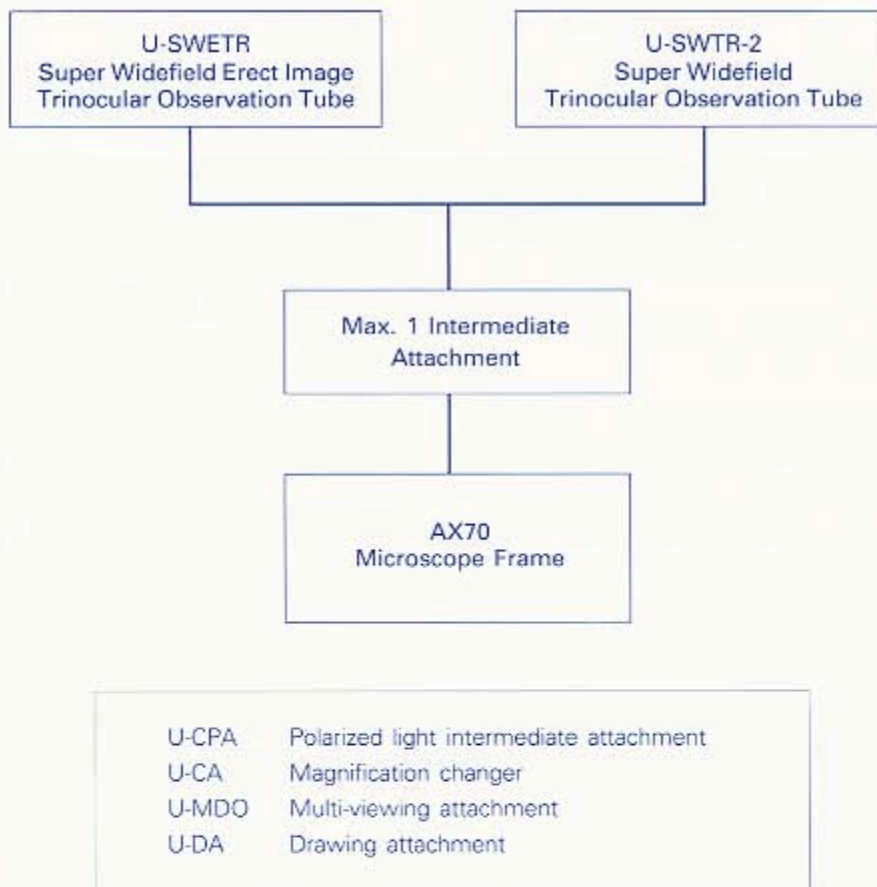 U-SWETR
Super Widefield Erect Image
Trinocular Observation Tube
U-SWTR-2
Super Widefield
Trinocular Observation Tube
Max. 1 Intermediate
Attachment
AX70
Microscope Frame
U-CPA Polarized light intermediate attachment
U-CA Magnification changer
U-MDO Multi-viewing attachment
U-DA Drawing attachment